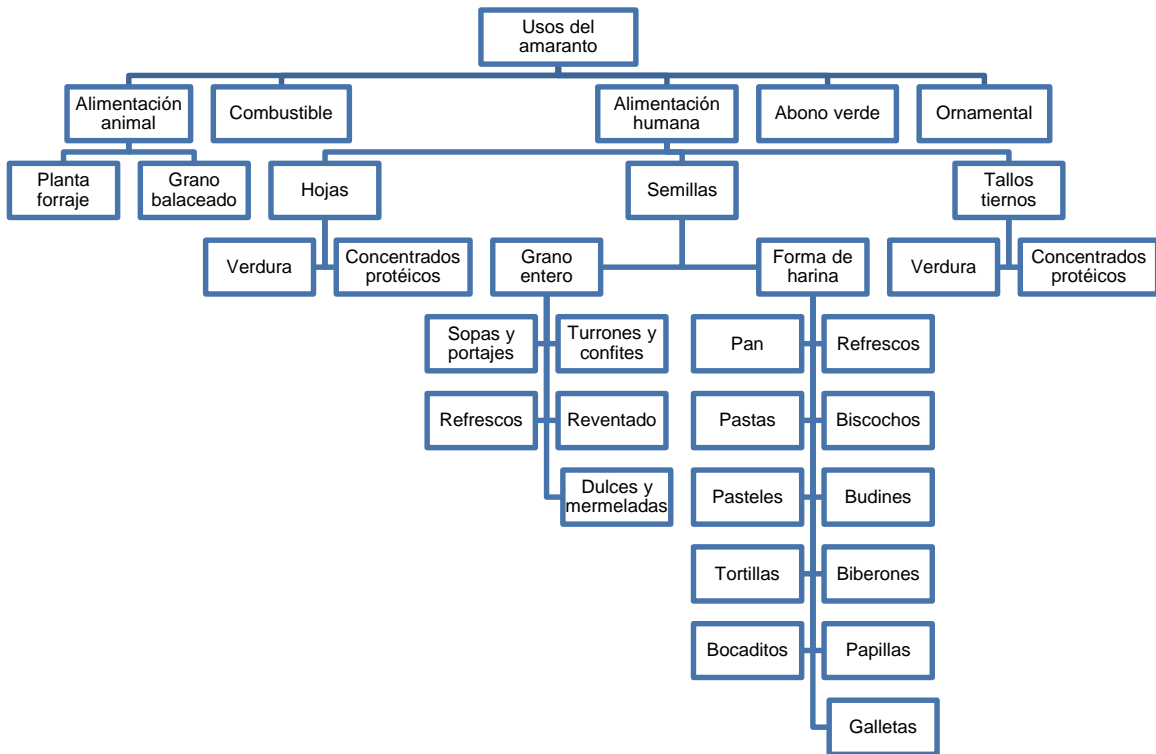 Usos del
amaranto
Alimentación
animal
Combustible
Alimentación
humana
Abono verde
Ornamental
Planta
forraje
Grano
balaceado
Hojas
Semillas
Tallos
tiernos
Verdura
Concentrados
protéicos
Grano
entero
Forma de
harina
Verdura
Concentrados
protéicos
Sopas y
portajes
Turrones y
confites
Pan
Refrescos
Refrescos
Reventado
Pastas
Biscochos
Dulces y
mermeladas
Pasteles
Budines
Tortillas
Biberones
Bocaditos
Papillas
Galletas